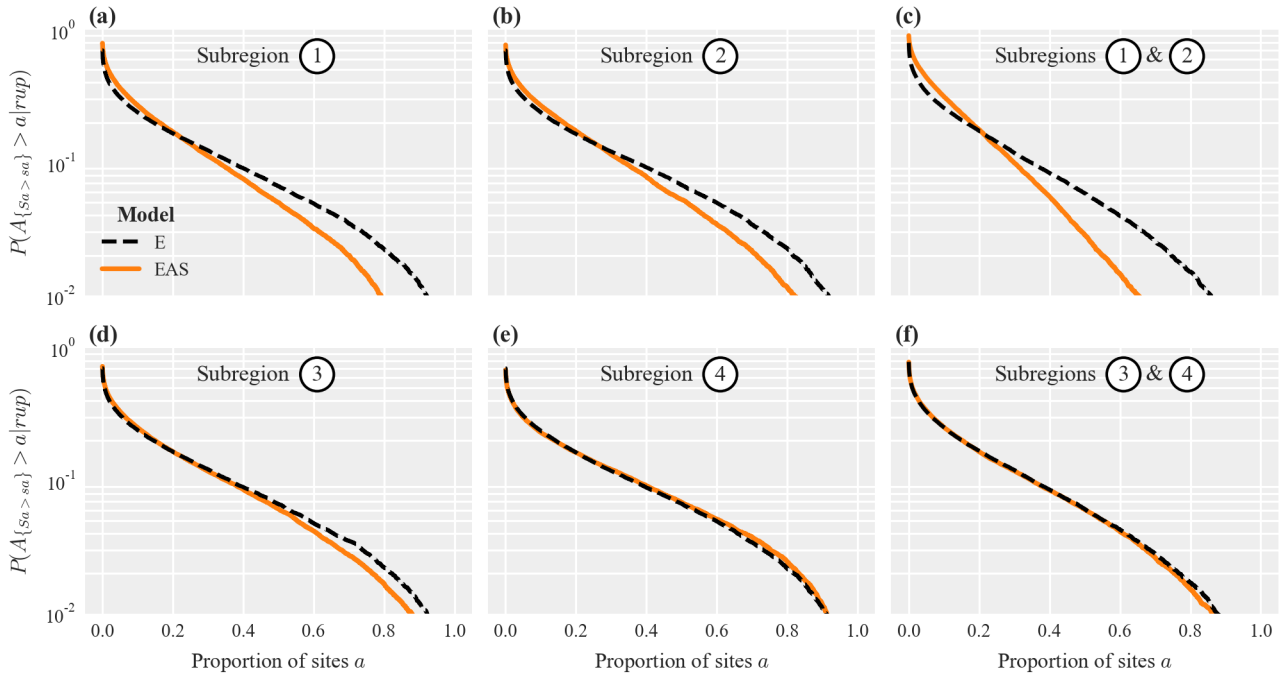 (a) (b) (c)
Subregion 1 Subregion 2 Subregions 1 & 2
10^0
10^-1
10^-2
P(A_{Sa>sa} > a|rup)
Model
E
EAS
(d) (e) (f)
Subregion 3 Subregion 4 Subregions 3 & 4
10^0
10^-1
10^-2
P(A_{Sa>sa} > a|rup)
0.0 0.2 0.4 0.6 0.8 1.0 0.0 0.2 0.4 0.6 0.8 1.0 0.0 0.2 0.4 0.6 0.8 1.0
Proportion of sites a Proportion of sites a Proportion of sites a